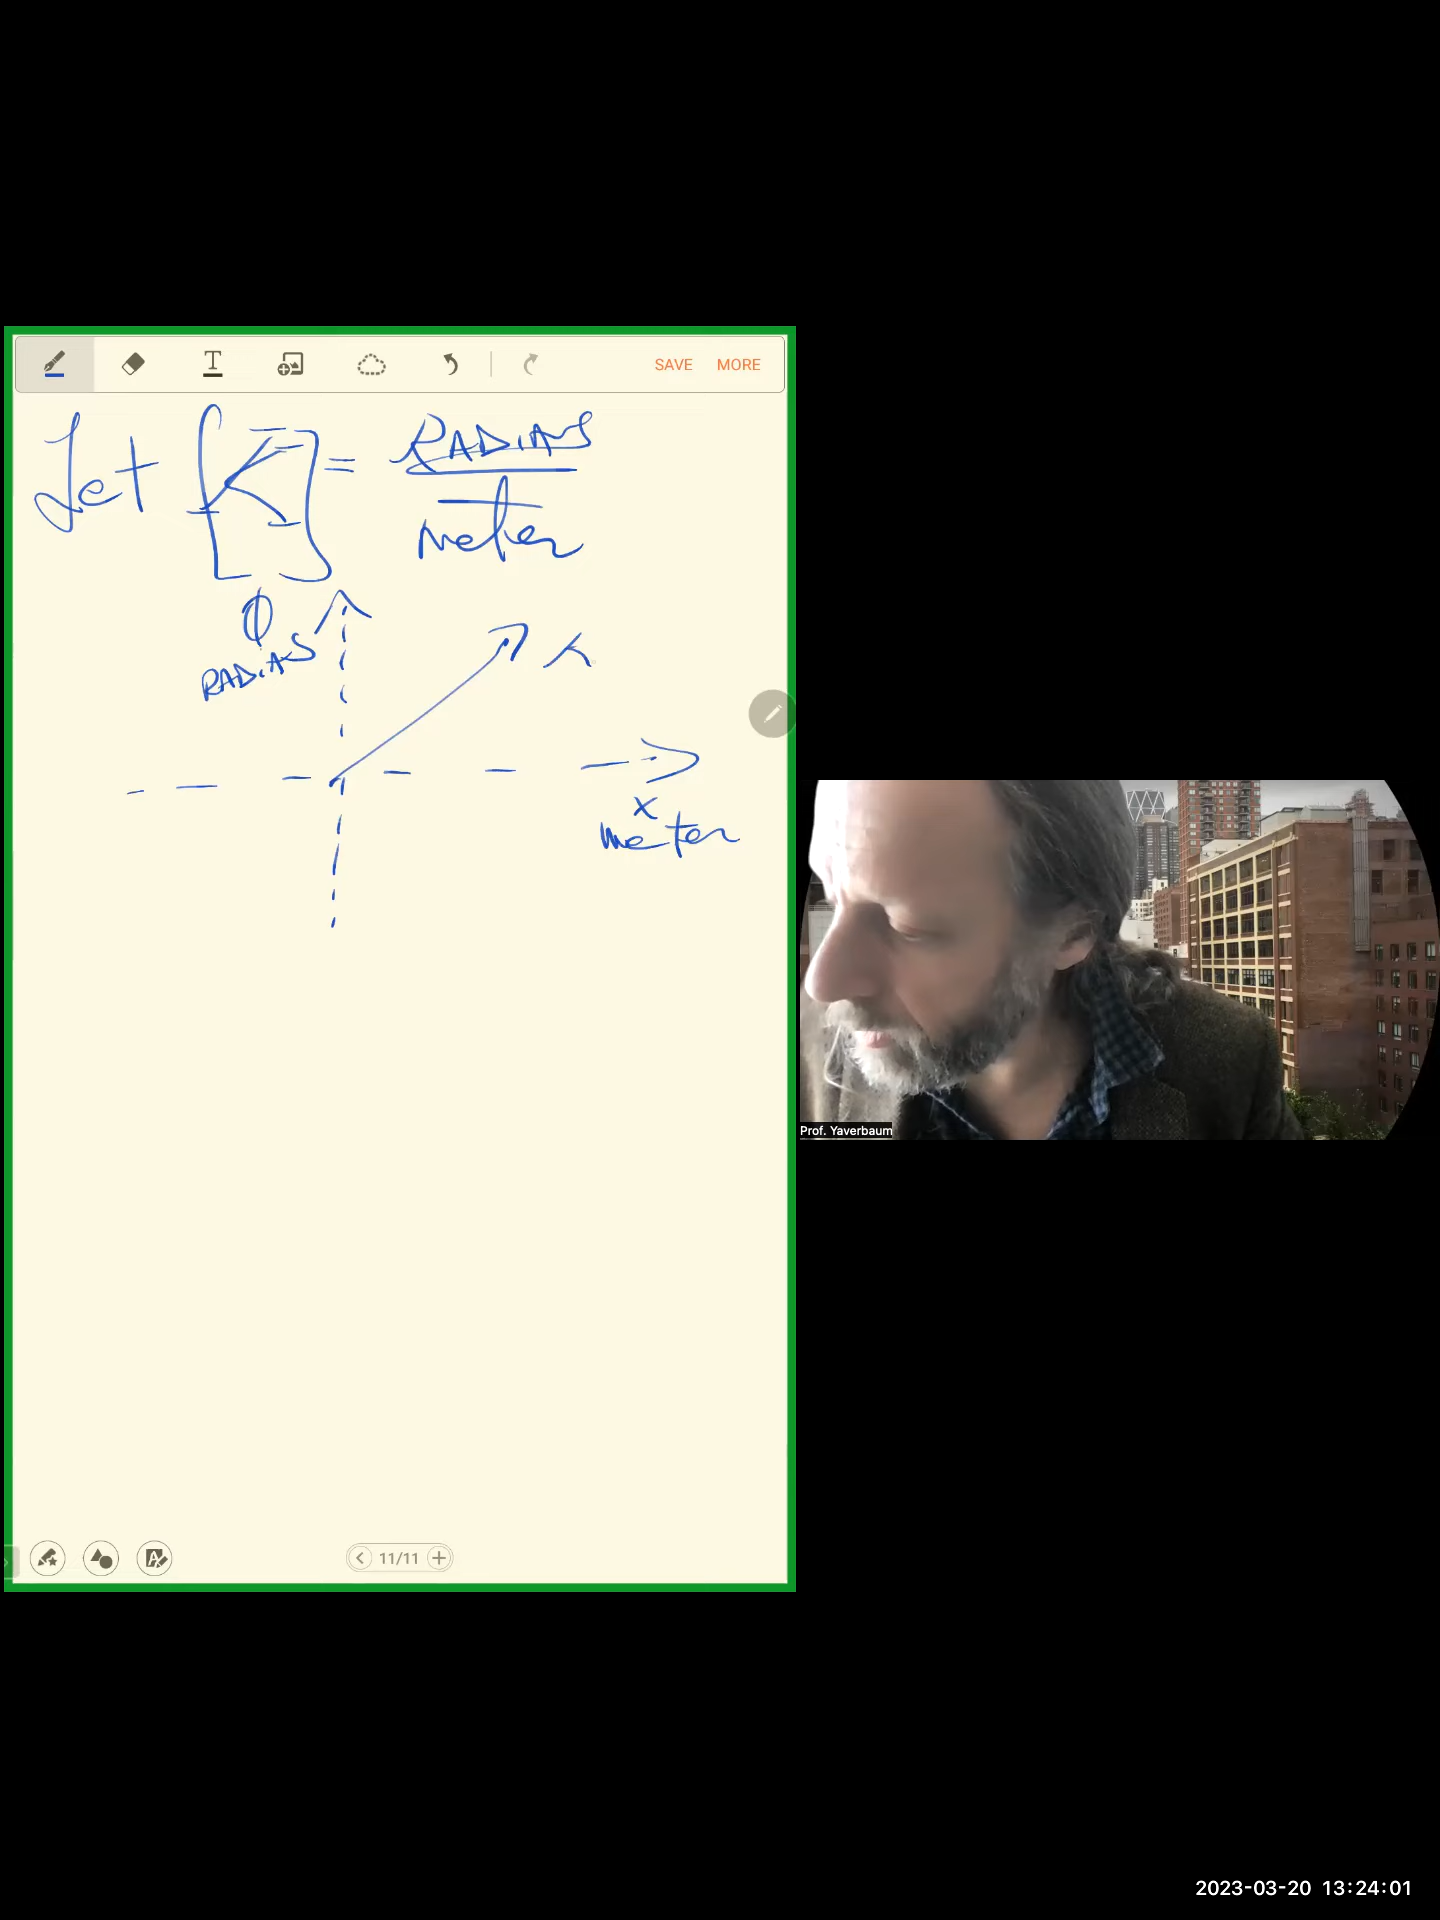 T SAVE MORE
Let [K] = RADIANS
meter
ϕ
RADIANS
x
meter
Prof. Yaverbaum
11/11
2023-03-20 13:24:01